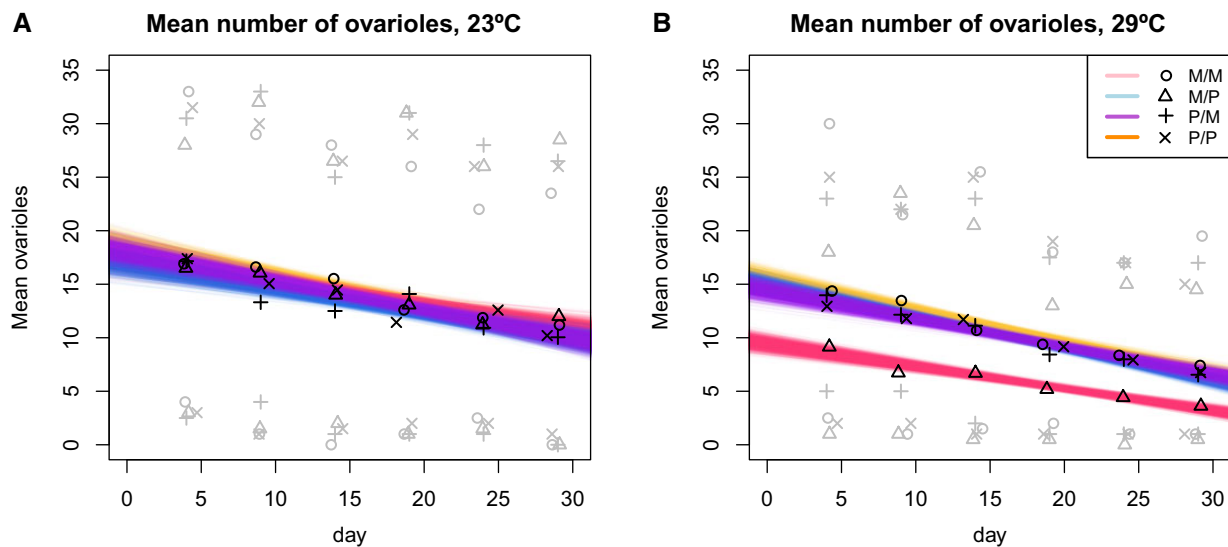 A
Mean number of ovarioles, 23ºC
Mean ovarioles
35
30
25
20
15
10
5
0
0 5 10 15 20 25 30
day
B
Mean number of ovarioles, 29ºC
Mean ovarioles
35
30
25
20
15
10
5
0
0 5 10 15 20 25 30
day
M/M
M/P
P/M
P/P